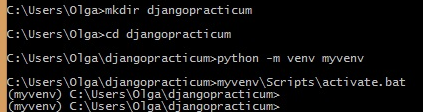 C:\Users\Olga>mkdir djangopracticum
C:\Users\Olga>cd djangopracticum
C:\Users\Olga\djangopracticum>python -m venv myvenv
C:\Users\Olga\djangopracticum>myvenv\Scripts\activate.bat
(myvenv) C:\Users\Olga\djangopracticum>
(myvenv) C:\Users\Olga\djangopracticum>